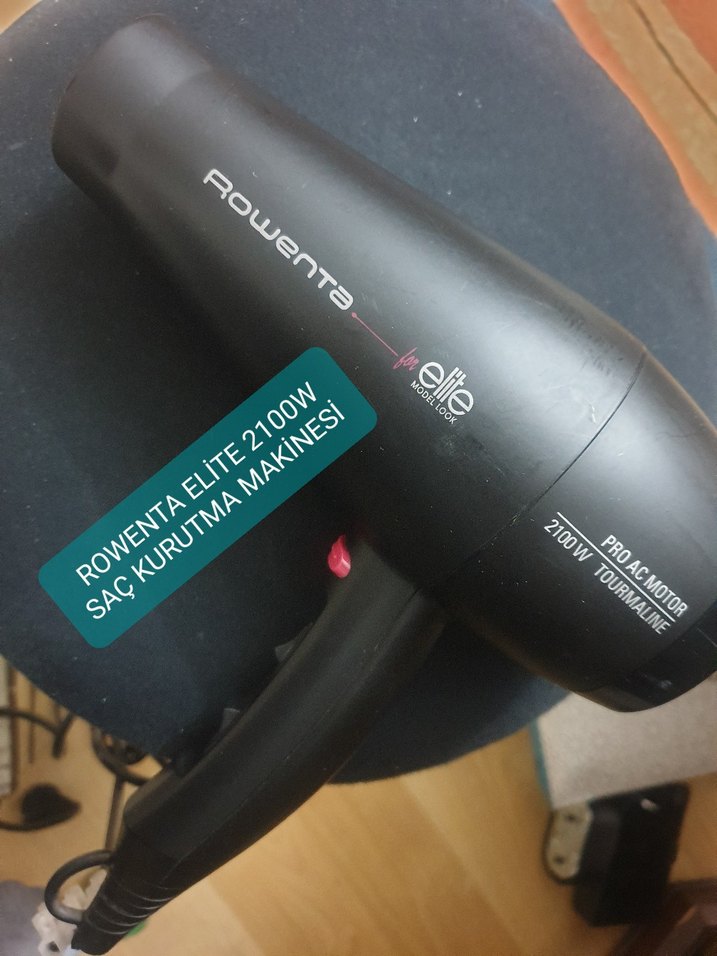 Rowenta
for elite
MODEL LOOK
ROWENTA ELİTE 2100W
SAÇ KURUTMA MAKİNESİ
PRO AC MOTOR
2100 W TOURMALINE